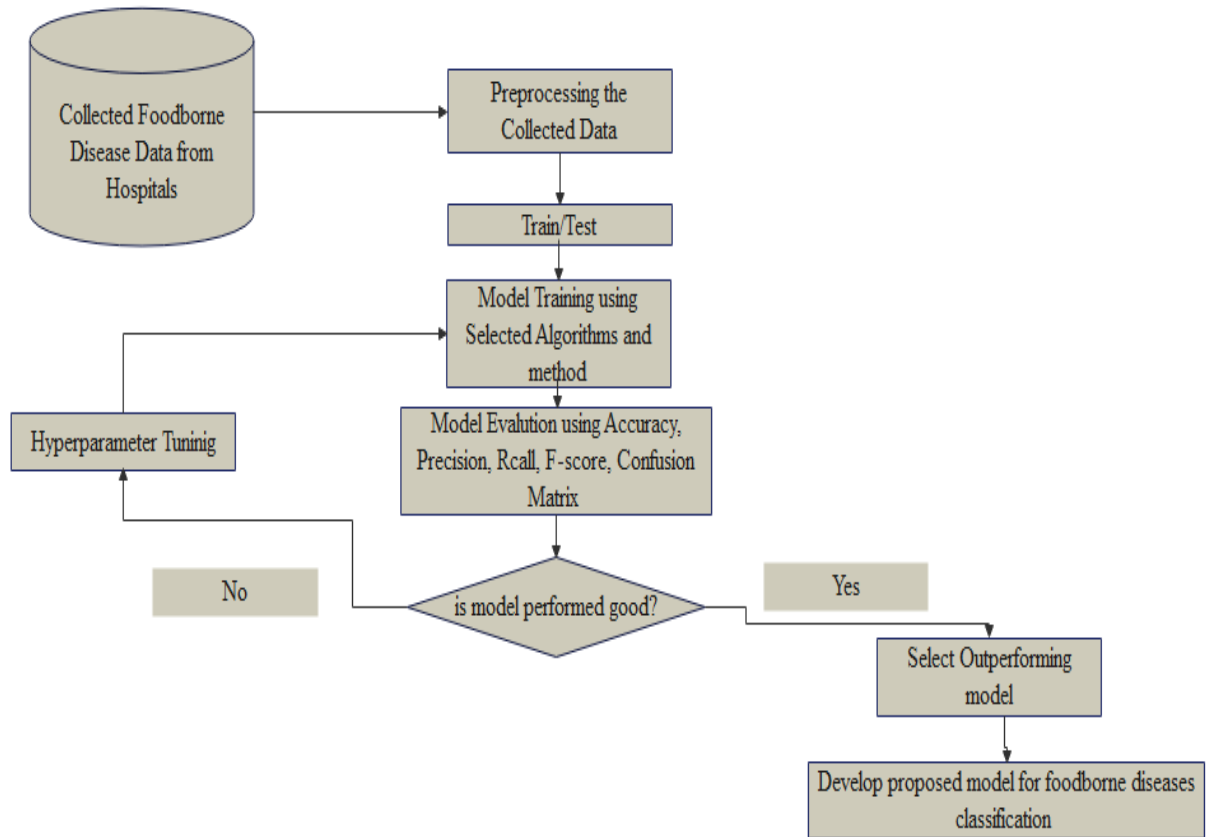 Collected Foodborne
Disease Data from
Hospitals
Preprocessing the
Collected Data
Train/Test
Model Training using
Selected Algorithms and
method
Hyperparameter Tuninig
Model Evalution using Accuracy,
Precision, Rcall, F-score, Confusion
Matrix
No
is model performed good?
Yes
Select Outperforming
model
Develop proposed model for foodborne diseases
classification